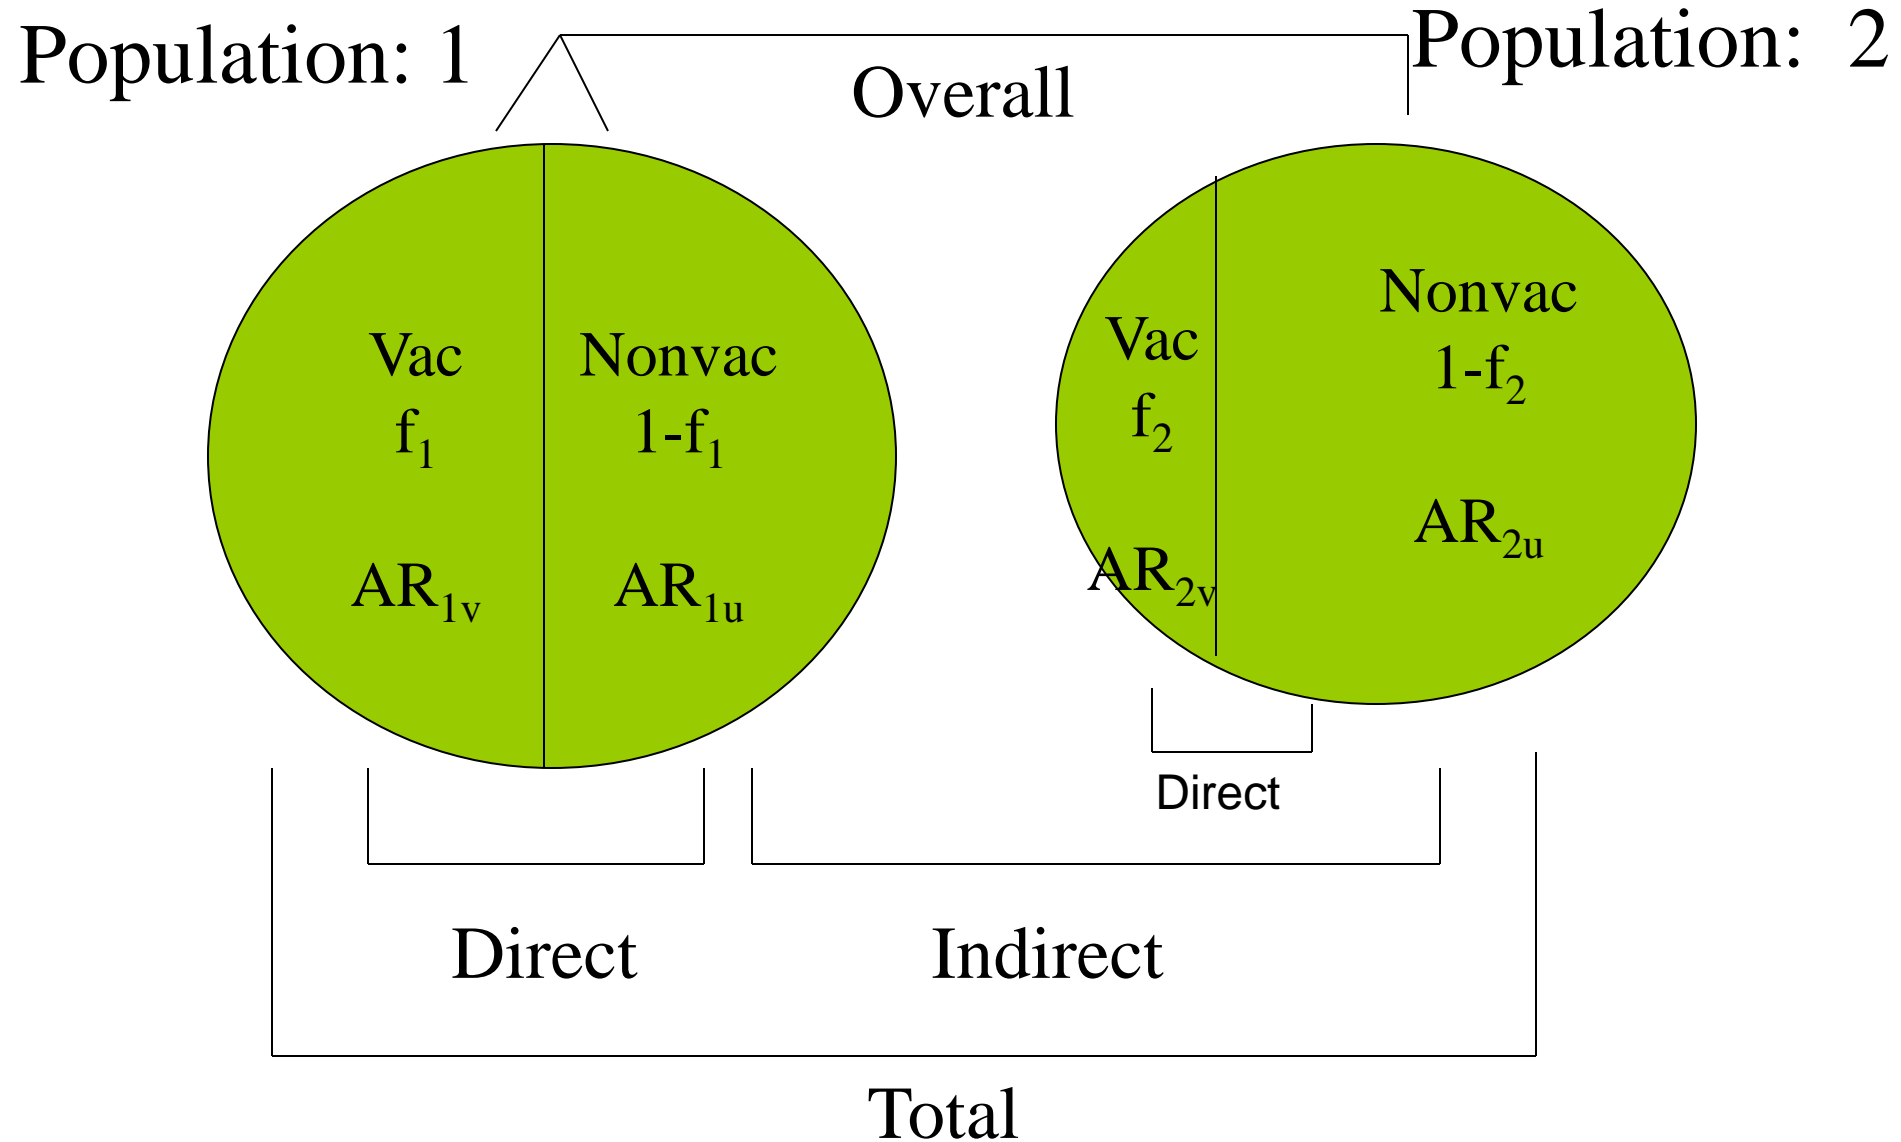 Population: 1
Population: 2
Overall
Vac
f₁
AR₁ᵥ
Nonvac
1-f₁
AR₁ᵤ
Vac
f₂
AR₂ᵥ
Nonvac
1-f₂
AR₂ᵤ
Direct
Direct
Indirect
Total